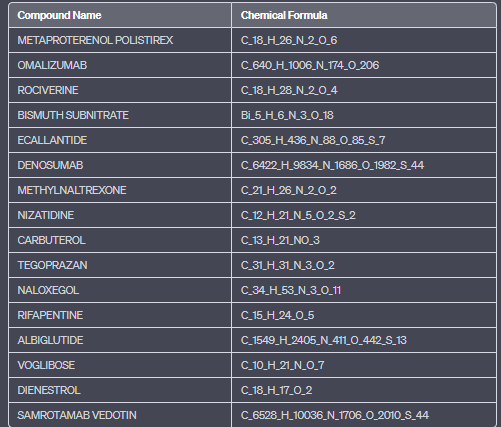 Compound Name Chemical Formula
METAPROTERENOL POLISTIREX C_18_H_26_N_2_O_6
OMALIZUMAB C_640_H_1006_N_174_O_206
ROCIVERINE C_18_H_28_N_2_O_4
BISMUTH SUBNITRATE Bi_5_H_6_N_3_O_18
ECALLANTIDE C_305_H_436_N_88_O_85_S_7
DENOSUMAB C_6422_H_9834_N_1686_O_1982_S_44
METHYLNALTREXONE C_21_H_26_N_2_O_2
NIZATIDINE C_12_H_21_N_5_O_2_S_2
CARBUTEROL C_13_H_21_NO_3
TEGOPRAZAN C_31_H_31_N_3_O_2
NALOXEGOL C_34_H_53_N_3_O_11
RIFAPENTINE C_15_H_24_O_5
ALBIGLUTIDE C_1549_H_2405_N_411_O_442_S_13
VOGLIBOSE C_10_H_21_N_O_7
DIENESTROL C_18_H_17_O_2
SAMROTAMAB VEDOTIN C_6528_H_10036_N_1706_O_2010_S_44